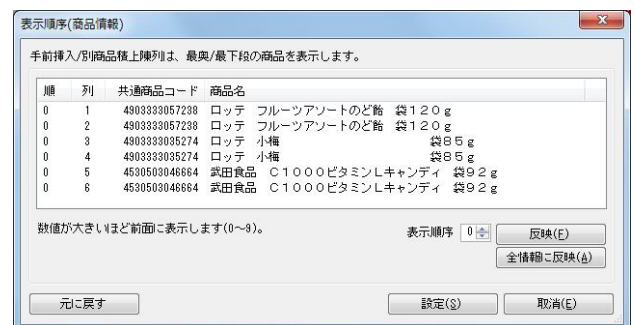 表示順序(商品情報)
手前挿入/別商品積上陳列は、最奥/最下段の商品を表示します。
順 列 共通商品コード 商品名
0 1 4903333057238 ロッテ フルーツアソートのど飴 袋120g
0 2 4903333057238 ロッテ フルーツアソートのど飴 袋120g
0 3 4903333035274 ロッテ 小梅 袋85g
0 4 4903333035274 ロッテ 小梅 袋85g
0 5 4530503046664 武田食品 C1000ビタミンLキャンディ 袋92g
0 6 4530503046664 武田食品 C1000ビタミンLキャンディ 袋92g
数値が大きいほど前面に表示します(0~9)。
表示順序 0 反映(F)
全情報に反映(A)
元に戻す 設定(S) 取消(E)